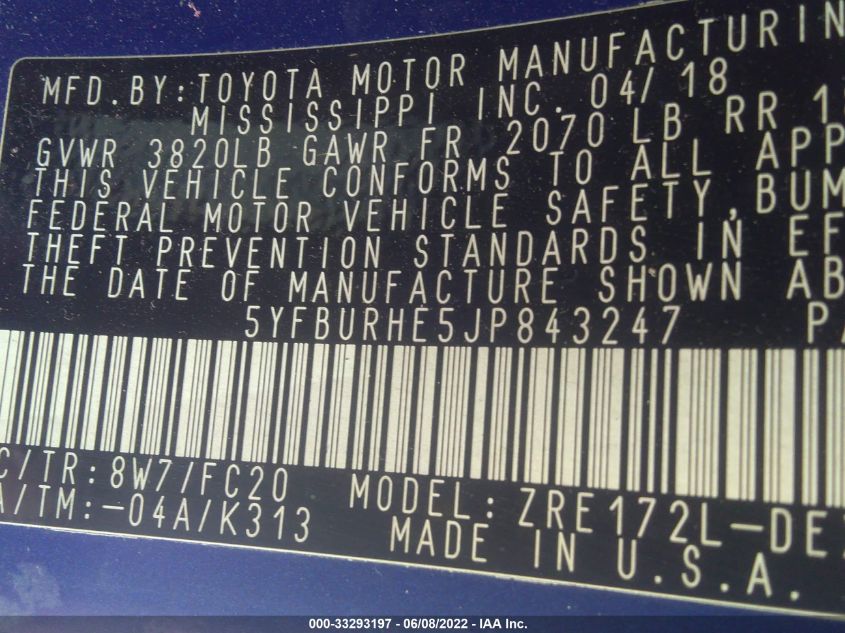 MFD.BY:TOYOTA MOTOR MANUFACTURIN
MISSISSIPPI INC. 04/18
GVWR 3820LB GAWR FR 2070 LB RR
THIS VEHICLE CONFORMS TO ALL APP
FEDERAL MOTOR VEHICLE SAFETY,BUM
THEFT PREVENTION STANDARDS IN EF
THE DATE OF MANUFACTURE SHOWN AB
5YFBURHE5JP843247
C/TR:8W7/FC20 MODEL:ZRE172L-DE
A/TM:-04A/K313 MADE IN U.S.A.
000-33293197 - 06/08/2022 - IAA Inc.